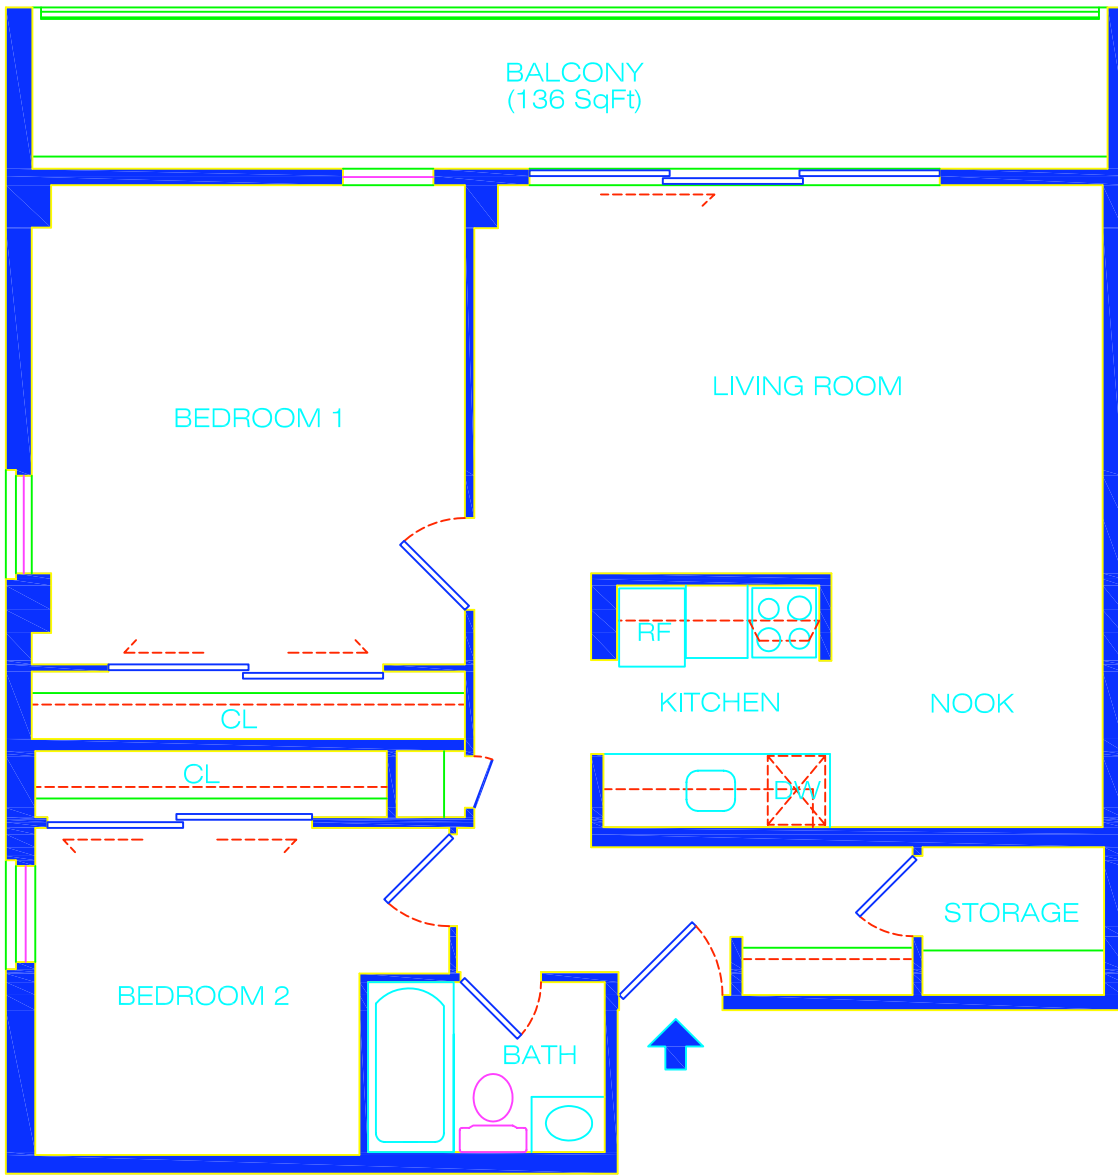 BALCONY
(136 SqFt)
LIVING ROOM
BEDROOM 1
RF
KITCHEN
NOOK
CL
CL
DW
STORAGE
BEDROOM 2
BATH